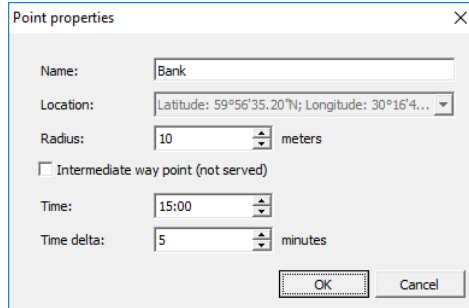 Point properties
Name: Bank
Location: Latitude: 59°56'35.20"N; Longitude: 30°16'4...
Radius: 10 meters
Intermediate way point (not served)
Time: 15:00
Time delta: 5 minutes
OK Cancel